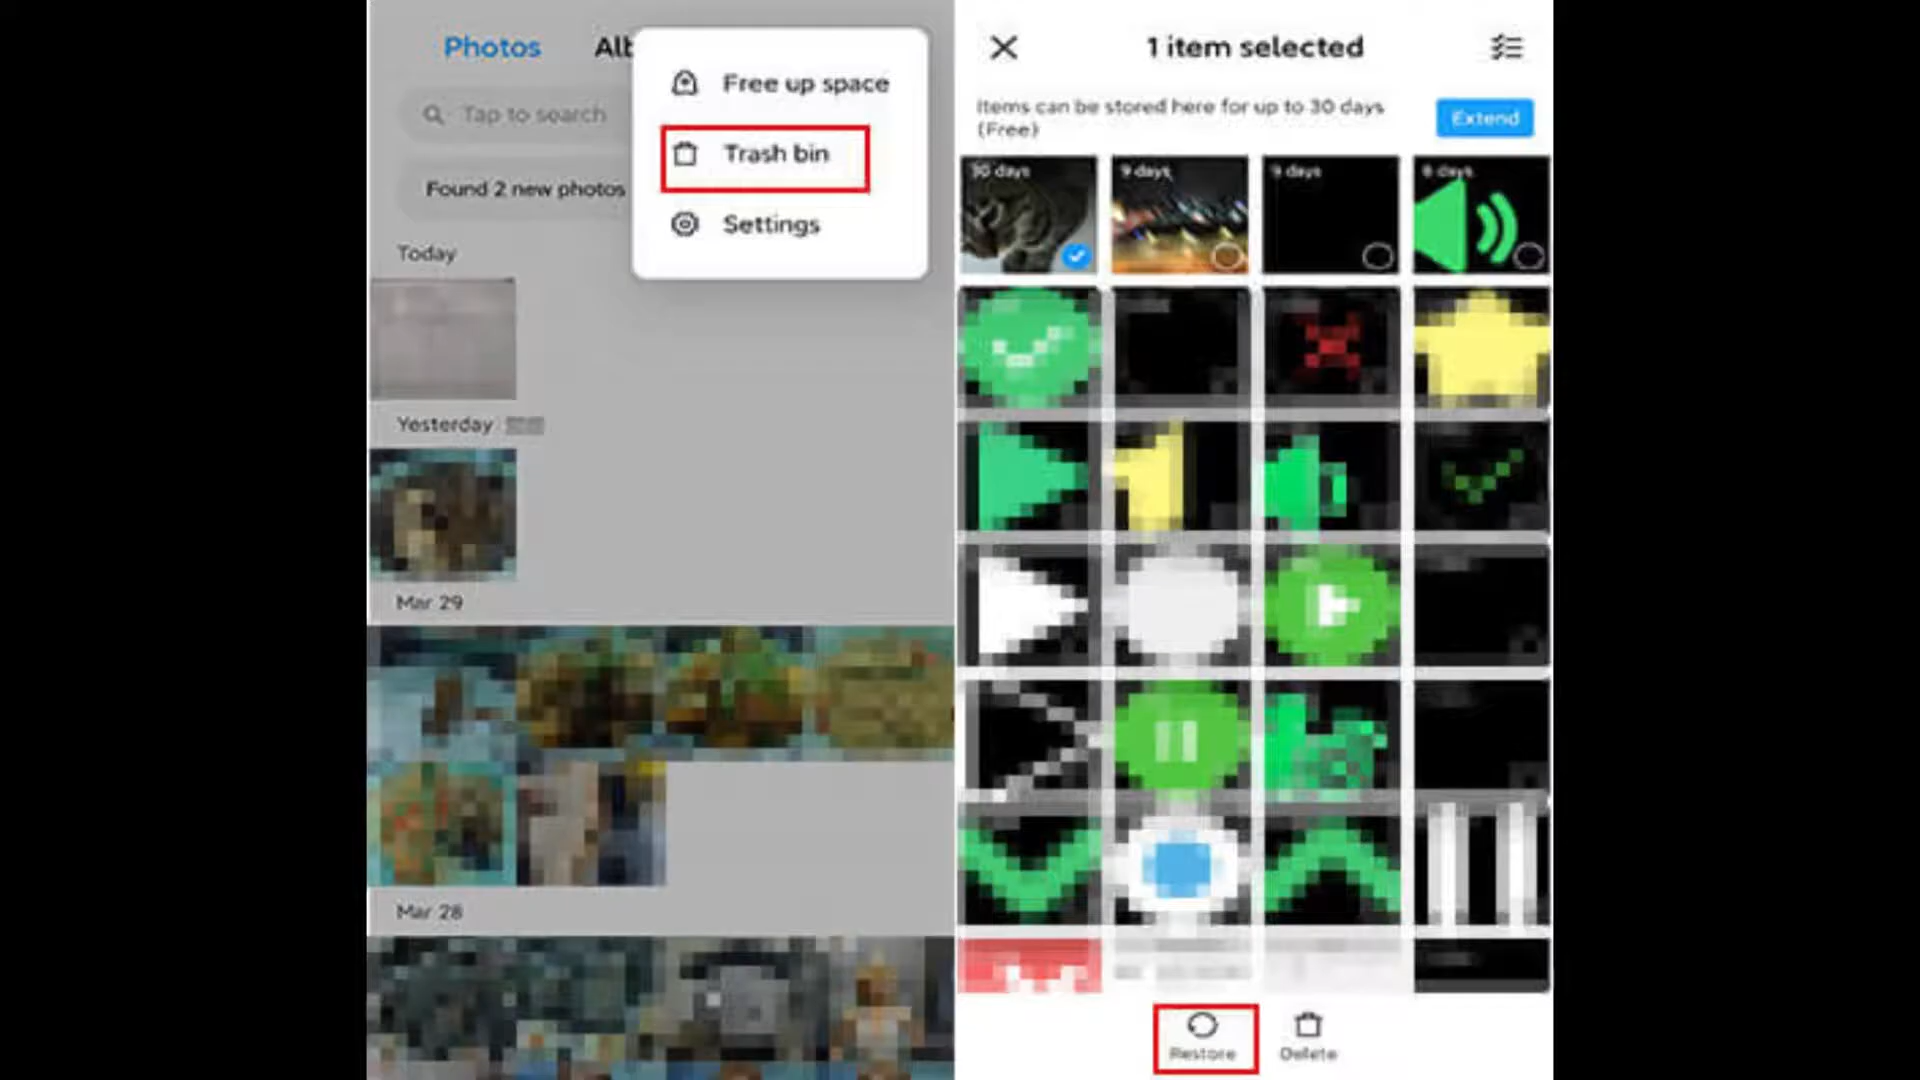 Photos
Alb
Free up space
Tap to search
Trash bin
Found 2 new photos
Settings
Today
Yesterday
Mar 29
Mar 28
1 item selected
Items can be stored here for up to 30 days
(Free)
Extend
30 days
9 days
9 days
8 days
Restore
Delete